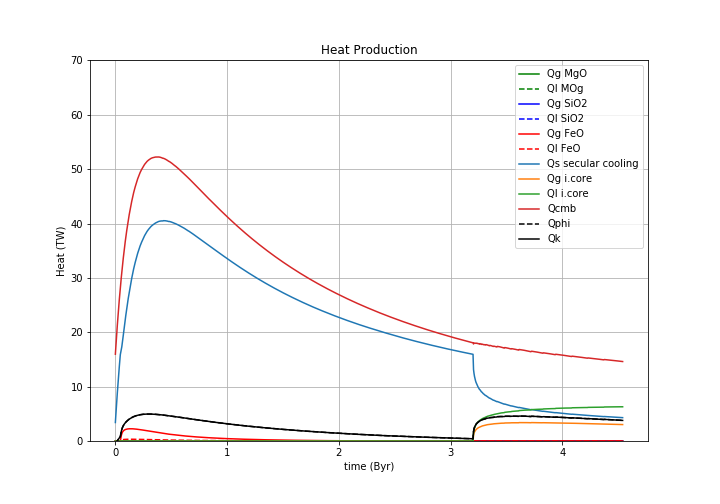 Heat Production
70
60
50
40
30
20
10
0
Heat (TW)
0 1 2 3 4
time (Byr)
Qg MgO
Ql MOg
Qg SiO2
Ql SiO2
Qg FeO
Ql FeO
Qs secular cooling
Qg i.core
Ql i.core
Qcmb
Qphi
Qk